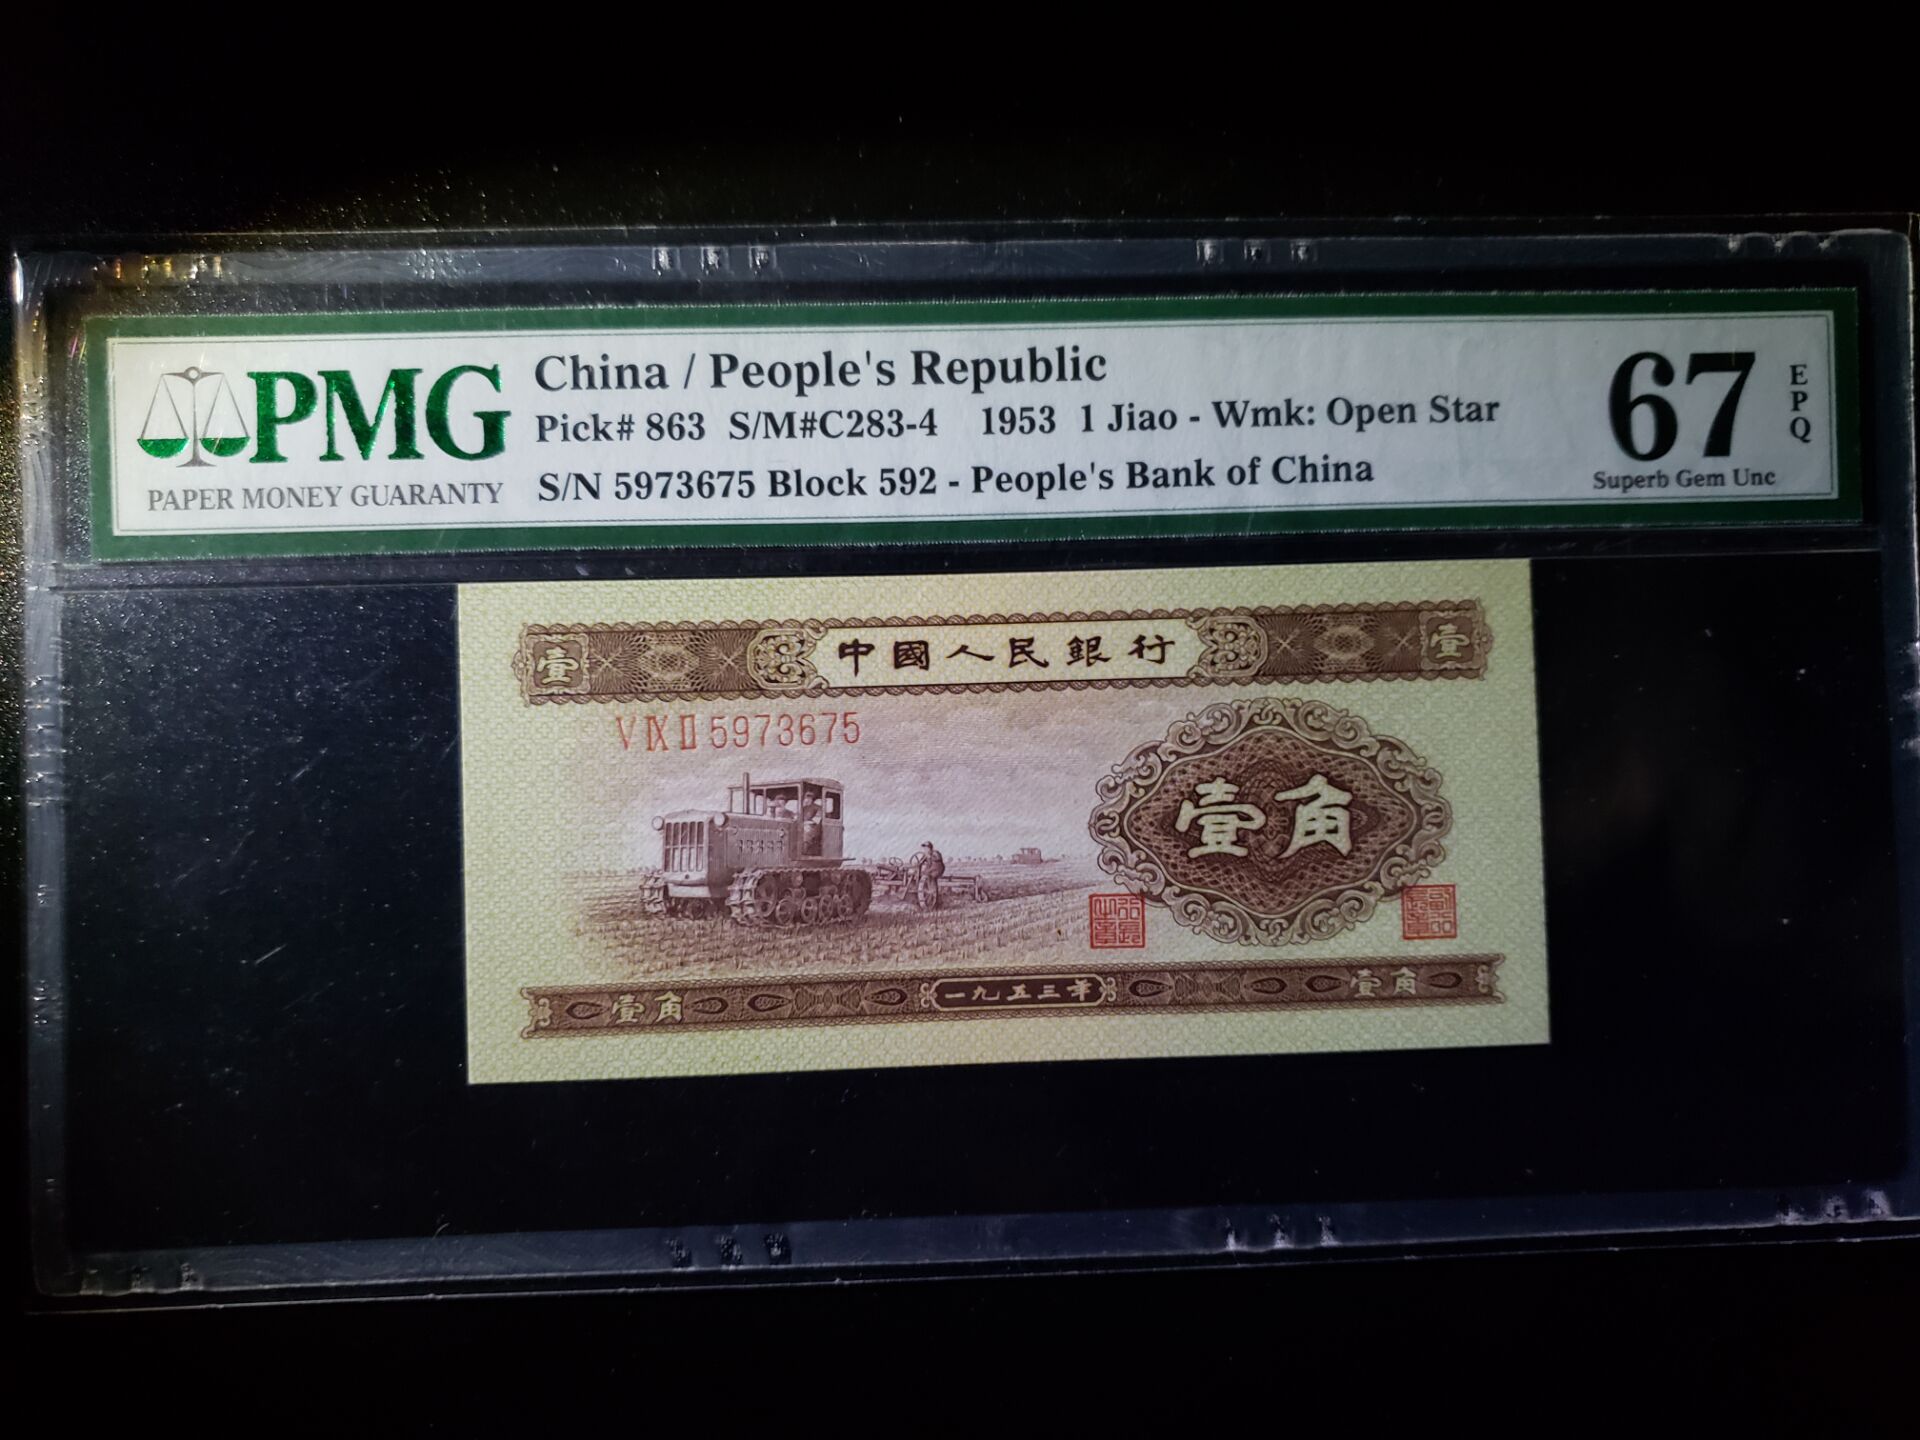 PMG
PAPER MONEY GUARANTY
China / People's Republic
Pick# 863 S/M#C283-4 1953 1 Jiao - Wmk: Open Star
S/N 5973675 Block 592 - People's Bank of China
67
EPQ
Superb Gem Unc
壹
中國人民銀行
壹
V IX II 5973675
壹角
壹角
一九五三年
壹角